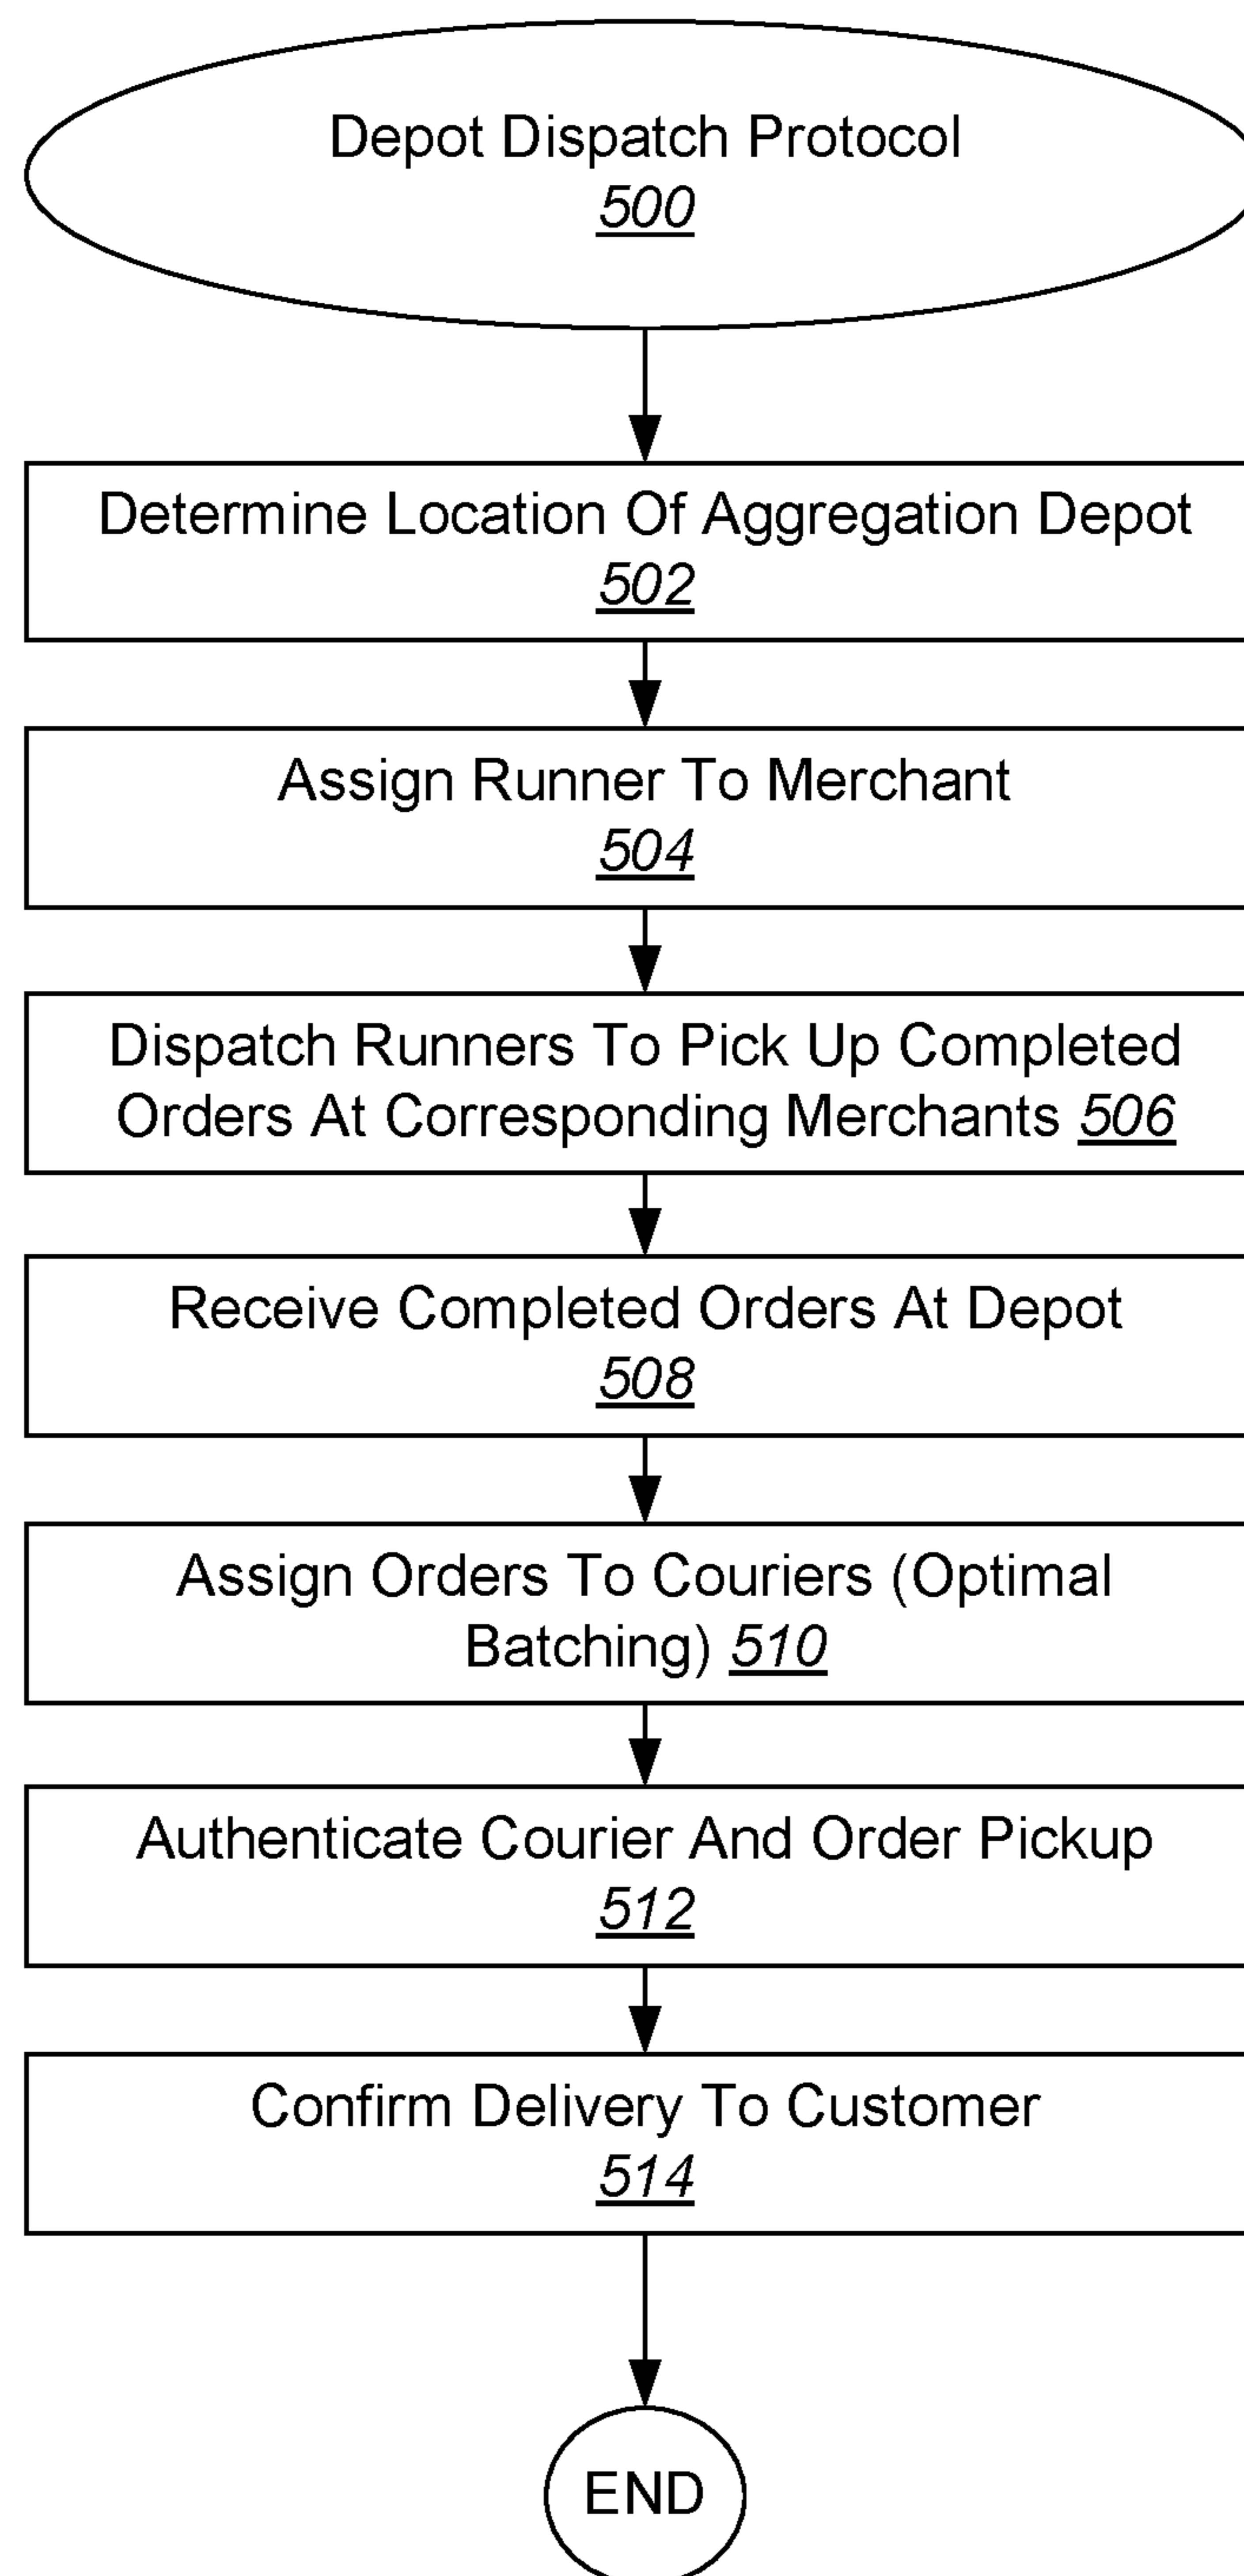 Depot Dispatch Protocol
500
Determine Location Of Aggregation Depot
502
Assign Runner To Merchant
504
Dispatch Runners To Pick Up Completed
Orders At Corresponding Merchants 506
Receive Completed Orders At Depot
508
Assign Orders To Couriers (Optimal
Batching) 510
Authenticate Courier And Order Pickup
512
Confirm Delivery To Customer
514
END